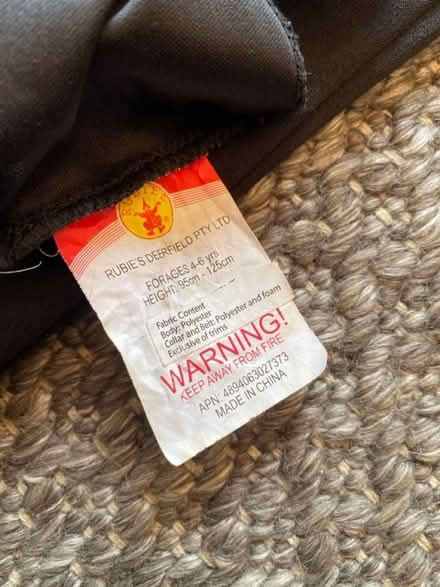 RUBIE'S DEERFIELD PTY LTD
FOR AGES 4-6 yrs
HEIGHT: 95cm - 125cm
Fabric Content
Body: Polyester
Collar and Belt: Polyester and foam
Exclusive of trims
WARNING!
KEEP AWAY FROM FIRE
APN: 4894063027373
MADE IN CHINA